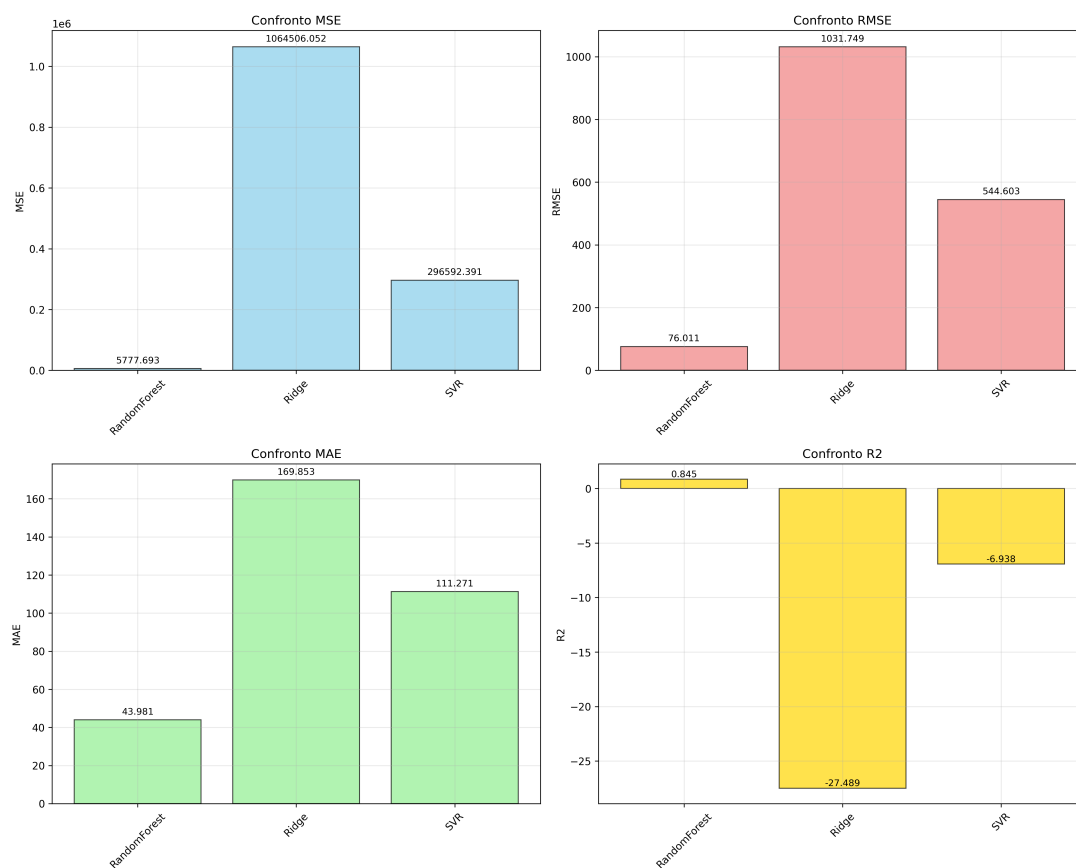 Confronto MSE
1e6
1064506.052
1.0
0.8
0.6
0.4
0.2
0.0
MSE
5777.693
296592.391
RandomForest
Ridge
SVR
Confronto RMSE
1031.749
1000
800
600
400
200
0
RMSE
76.011
544.603
RandomForest
Ridge
SVR
Confronto MAE
169.853
160
140
120
100
80
60
40
20
0
MAE
43.981
111.271
RandomForest
Ridge
SVR
Confronto R2
0.845
0
−5
−10
−15
−20
−25
R2
-27.489
-6.938
RandomForest
Ridge
SVR